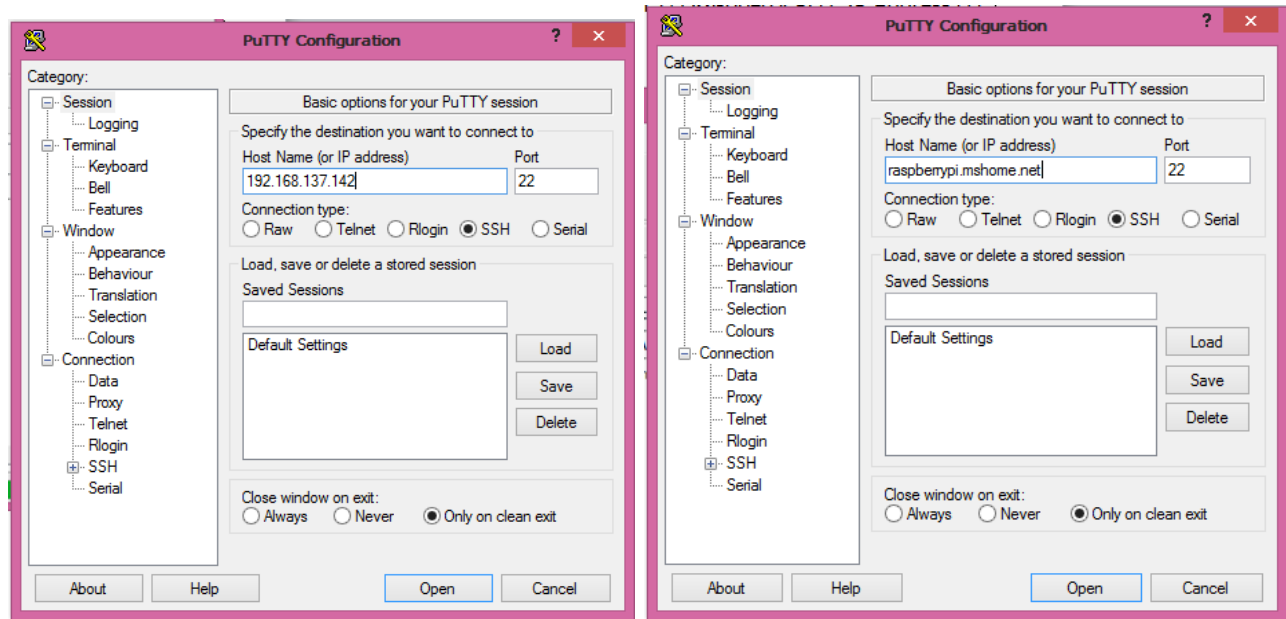 PuTTY Configuration ? ×
Category:
Session
Logging
Terminal
Keyboard
Bell
Features
Window
Appearance
Behaviour
Translation
Selection
Colours
Connection
Data
Proxy
Telnet
Rlogin
SSH
Serial
Basic options for your PuTTY session
Specify the destination you want to connect to
Host Name (or IP address) Port
192.168.137.142 22
Connection type:
Raw Telnet Rlogin SSH Serial
Load, save or delete a stored session
Saved Sessions
Default Settings
Load
Save
Delete
Close window on exit:
Always Never Only on clean exit
About Help Open Cancel
PuTTY Configuration ? ×
Category:
Session
Logging
Terminal
Keyboard
Bell
Features
Window
Appearance
Behaviour
Translation
Selection
Colours
Connection
Data
Proxy
Telnet
Rlogin
SSH
Serial
Basic options for your PuTTY session
Specify the destination you want to connect to
Host Name (or IP address) Port
raspberrypi.mshome.net 22
Connection type:
Raw Telnet Rlogin SSH Serial
Load, save or delete a stored session
Saved Sessions
Default Settings
Load
Save
Delete
Close window on exit:
Always Never Only on clean exit
About Help Open Cancel